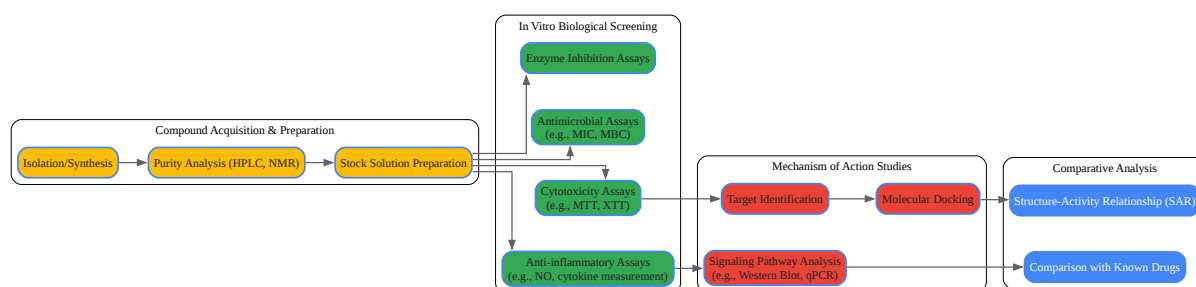 Compound Acquisition & Preparation
Isolation/Synthesis
Purity Analysis (HPLC, NMR)
Stock Solution Preparation
In Vitro Biological Screening
Enzyme Inhibition Assays
Antimicrobial Assays
(e.g., MIC, MBC)
Cytotoxicity Assays
(e.g., MTT, XTT)
Anti-inflammatory Assays
(e.g., NO, cytokine measurement)
Mechanism of Action Studies
Target Identification
Molecular Docking
Signaling Pathway Analysis
(e.g., Western Blot, qPCR)
Comparative Analysis
Structure-Activity Relationship (SAR)
Comparison with Known Drugs